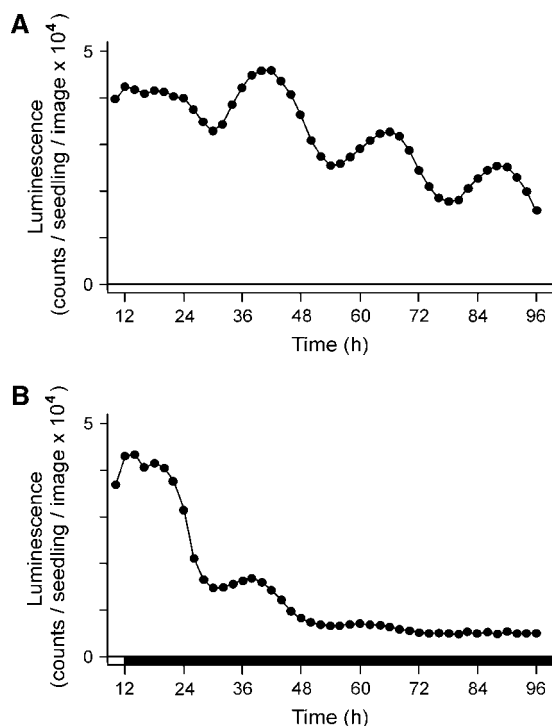 A
5
0
Luminescence
(counts / seedling / image x 10⁴)
12 24 36 48 60 72 84 96
Time (h)
B
5
0
Luminescence
(counts / seedling / image x 10⁴)
12 24 36 48 60 72 84 96
Time (h)